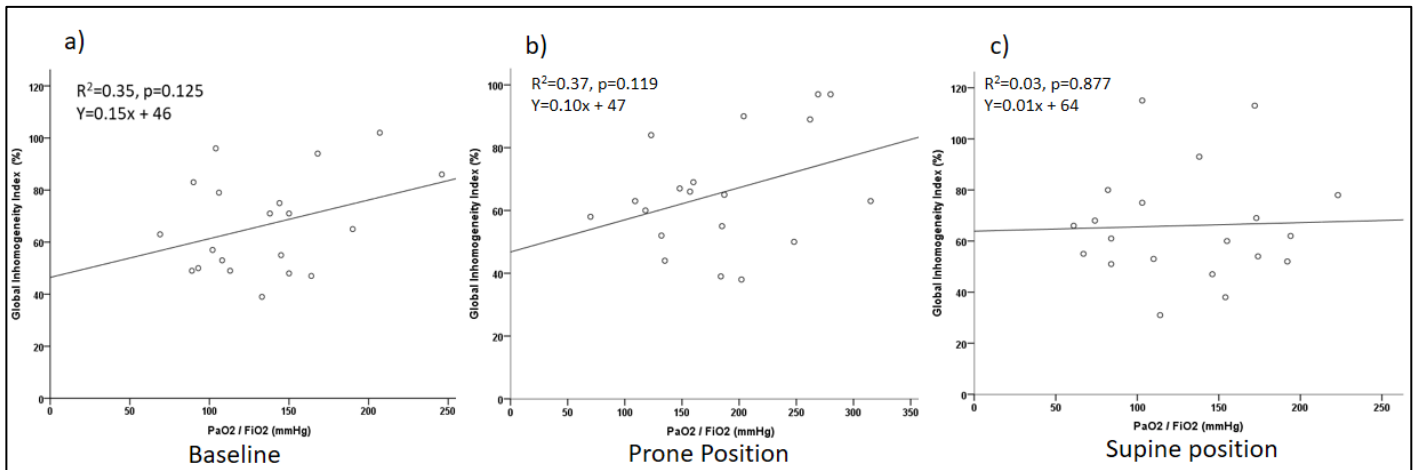 a)
R²=0.35, p=0.125
Y=0.15x + 46
Global Inhomogeneity Index (%)
120
100
80
60
40
20
0
0 50 100 150 200 250
PaO2 / FiO2 (mmHg)
Baseline
b)
R²=0.37, p=0.119
Y=0.10x + 47
Global Inhomogeneity Index (%)
100
80
60
40
20
0
0 50 100 150 200 250 300 350
PaO2 / FiO2 (mmHg)
Prone Position
c)
R²=0.03, p=0.877
Y=0.01x + 64
Global Inhomogeneity Index (%)
120
100
80
60
40
20
0
0 50 100 150 200 250
PaO2 / FiO2 (mmHg)
Supine position